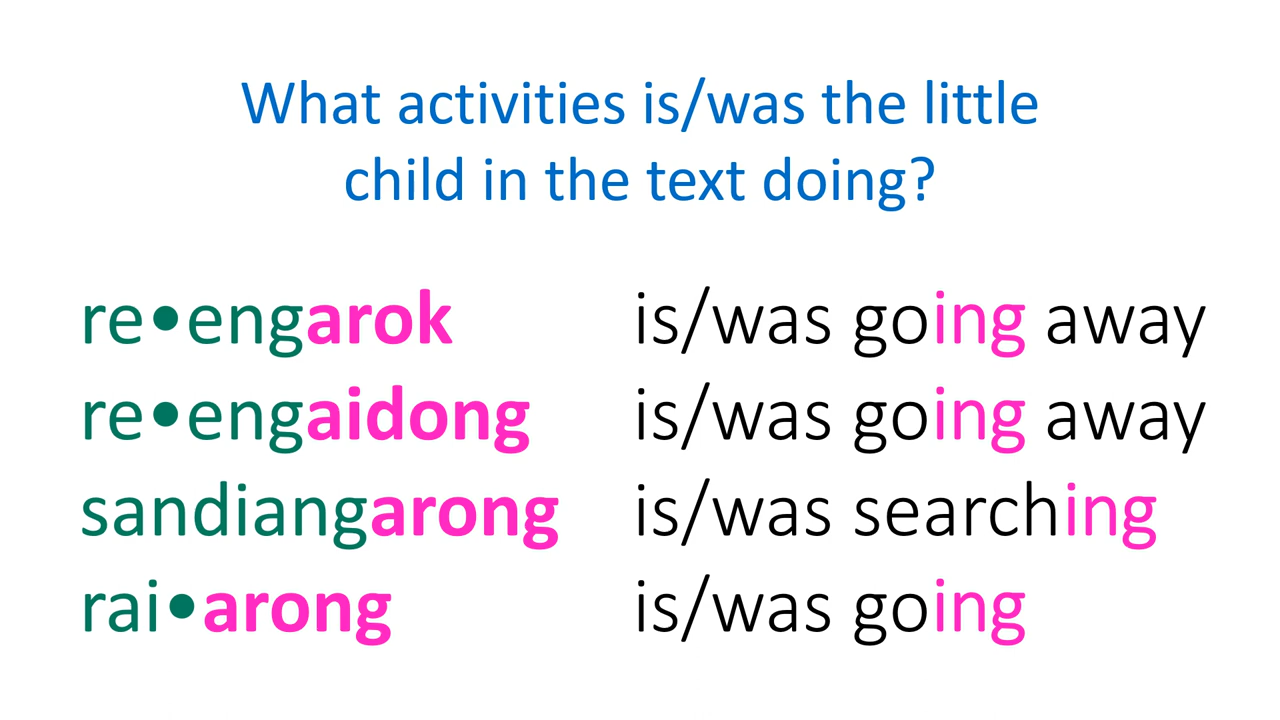 What activities is/was the little
child in the text doing?
re•engarok is/was going away
re•engaidong is/was going away
sandiangarong is/was searching
rai•arong is/was going